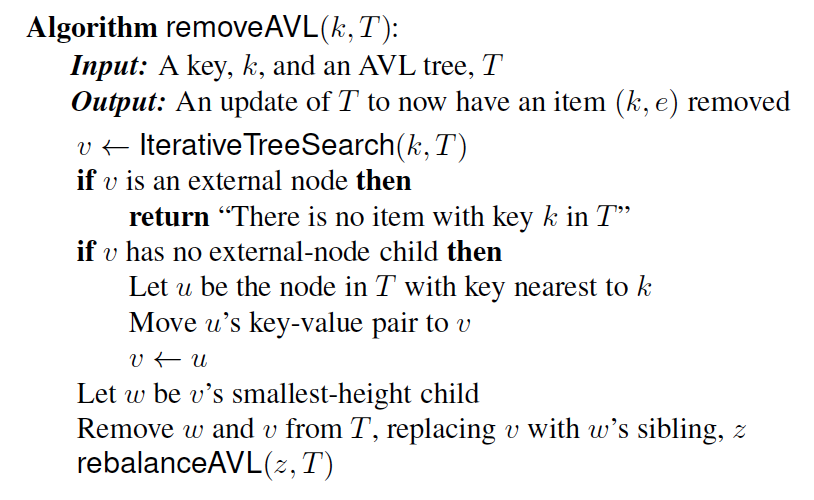 Algorithm removeAVL(k, T):
Input: A key, k, and an AVL tree, T
Output: An update of T to now have an item (k, e) removed
v ← IterativeTreeSearch(k, T)
if v is an external node then
return “There is no item with key k in T”
if v has no external-node child then
Let u be the node in T with key nearest to k
Move u’s key-value pair to v
v ← u
Let w be v’s smallest-height child
Remove w and v from T, replacing v with w’s sibling, z
rebalanceAVL(z, T)